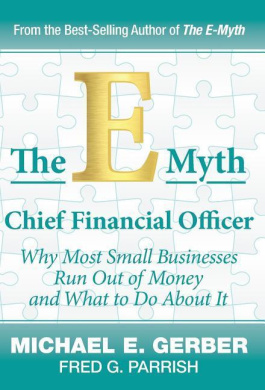 From the Best-Selling Author of The E-Myth
The E Myth
Chief Financial Officer
Why Most Small Businesses
Run Out of Money
and What to Do About It
MICHAEL E. GERBER
FRED G. PARRISH